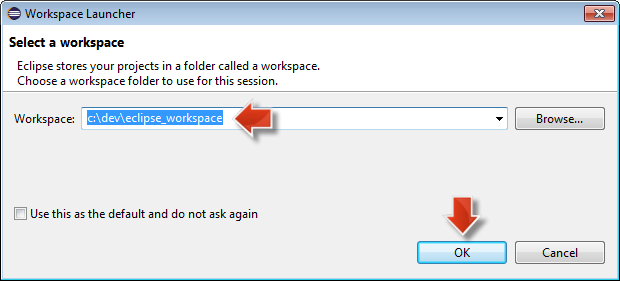 Workspace Launcher
Select a workspace
Eclipse stores your projects in a folder called a workspace.
Choose a workspace folder to use for this session.
Workspace: c:\dev\eclipse_workspace Browse...
Use this as the default and do not ask again
OK Cancel